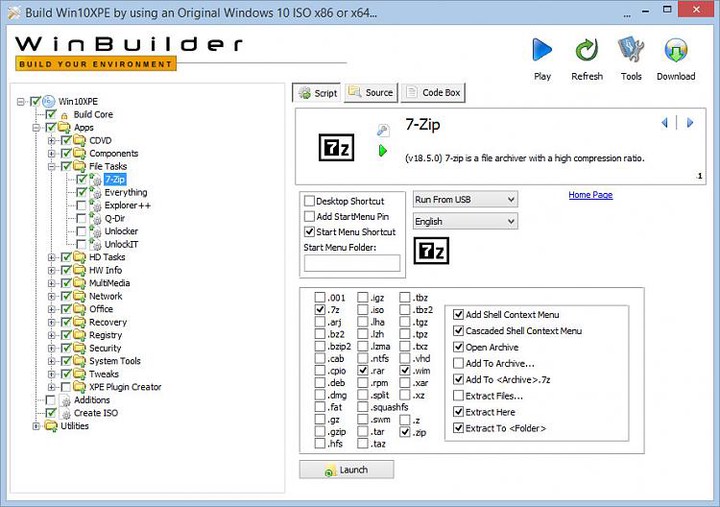 Build Win10XPE by using an Original Windows 10 ISO x86 or x64...
...
WinBuilder
BUILD YOUR ENVIRONMENT
Play
Refresh
Tools
Download
Win10XPE
Build Core
Apps
CDVD
Components
File Tasks
7-Zip
Everything
Explorer++
Q-Dir
Unlocker
UnlockIT
HD Tasks
HW Info
MultiMedia
Network
Office
Recovery
Registry
Security
System Tools
Tweaks
XPE Plugin Creator
Additions
Create ISO
Utilities
Script
Source
Code Box
7z
7-Zip
(v18.5.0) 7-zip is a file archiver with a high compression ratio.
.1
Desktop Shortcut
Add StartMenu Pin
Start Menu Shortcut
Start Menu Folder:
Run From USB
English
Home Page
7z
.001
.7z
.arj
.bz2
.bzip2
.cab
.cpio
.deb
.dmg
.fat
.gz
.gzip
.hfs
.igz
.iso
.lha
.lzh
.lzma
.ntfs
.rar
.rpm
.split
.squashfs
.swm
.tar
.taz
.tbz
.tbz2
.tgz
.tpz
.txz
.vhd
.wim
.xar
.xz
.z
.zip
Add Shell Context Menu
Cascaded Shell Context Menu
Open Archive
Add To Archive...
Add To <Archive>.7z
Extract Files...
Extract Here
Extract To <Folder>
Launch